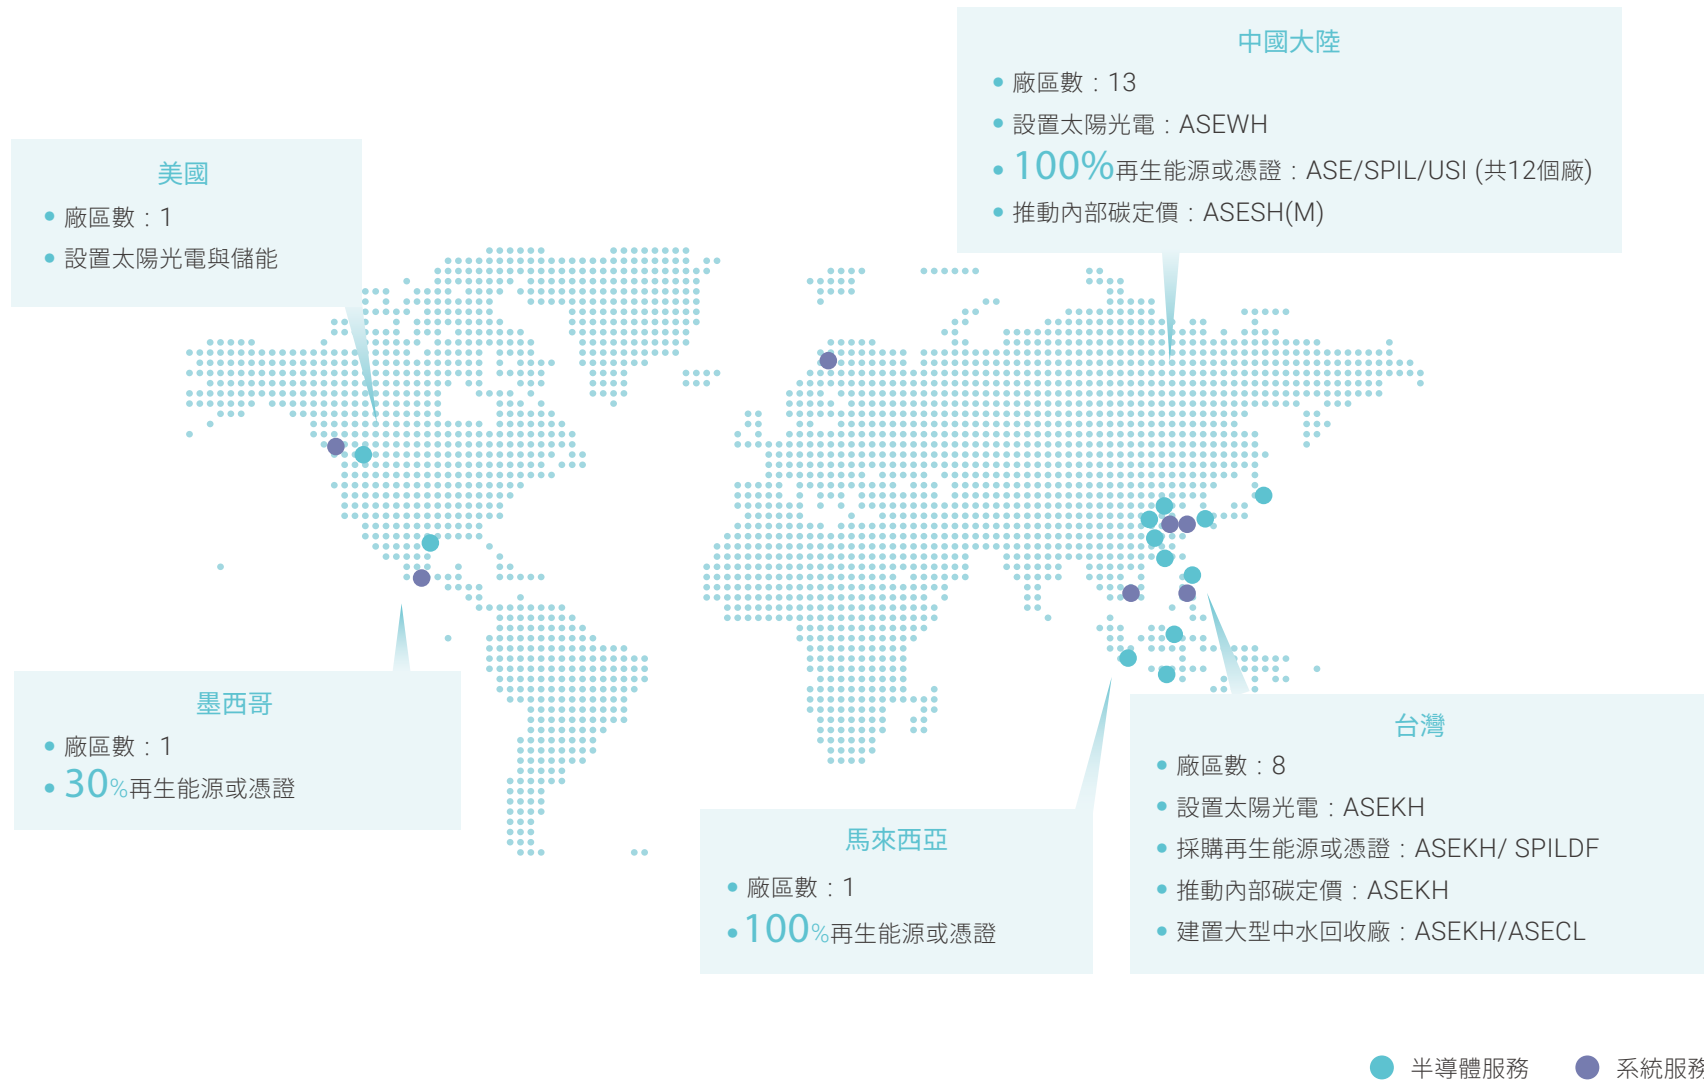 中國大陸
廠區數：13
設置太陽光電：ASEWH
100%再生能源或憑證：ASE/SPIL/USI (共12個廠)
推動內部碳定價：ASESH(M)
美國
廠區數：1
設置太陽光電與儲能
墨西哥
廠區數：1
30%再生能源或憑證
馬來西亞
廠區數：1
100%再生能源或憑證
台灣
廠區數：8
設置太陽光電：ASEKH
採購再生能源或憑證：ASEKH/ SPILDF
推動內部碳定價：ASEKH
建置大型中水回收廠：ASEKH/ASECL
半導體服務
系統服務